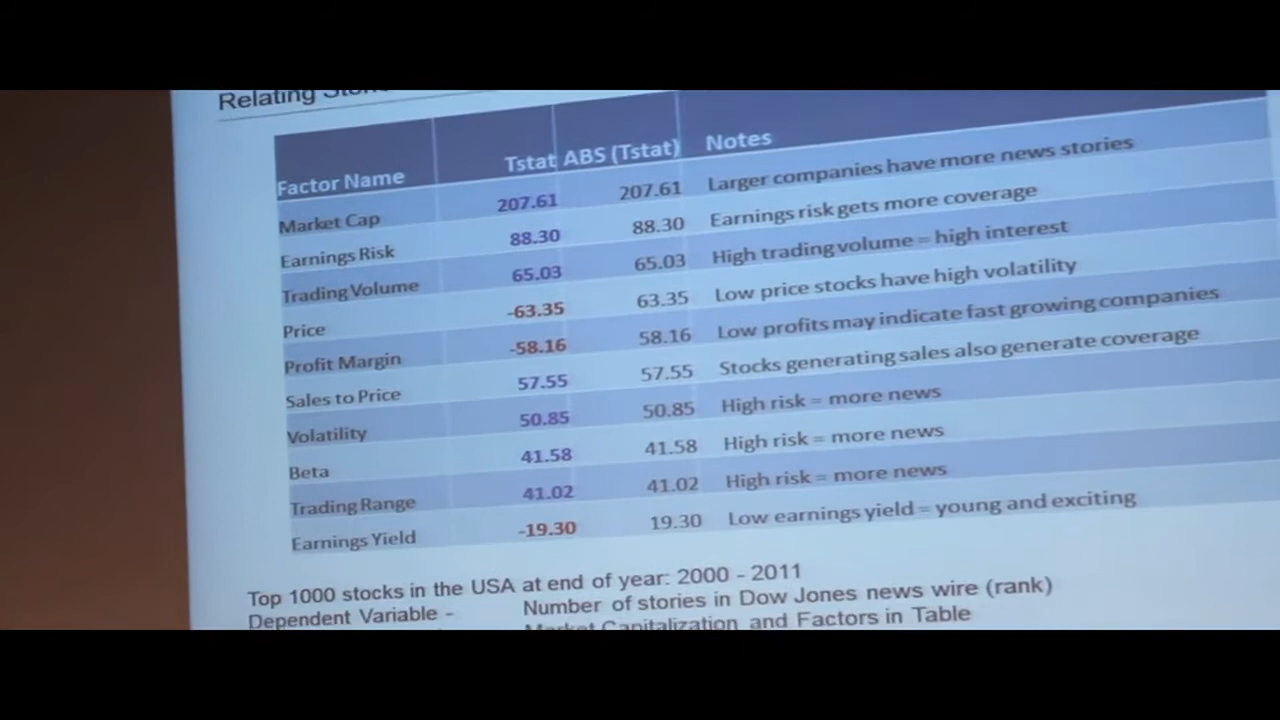 Relating
Factor Name Tstat ABS (Tstat) Notes
Market Cap 207.61 207.61 Larger companies have more news stories
Earnings Risk 88.30 88.30 Earnings risk gets more coverage
Trading Volume 65.03 65.03 High trading volume = high interest
Price -63.35 63.35 Low price stocks have high volatility
Profit Margin -58.16 58.16 Low profits may indicate fast growing companies
Sales to Price 57.55 57.55 Stocks generating sales also generate coverage
Volatility 50.85 50.85 High risk = more news
Beta 41.58 41.58 High risk = more news
Trading Range 41.02 41.02 High risk = more news
Earnings Yield -19.30 19.30 Low earnings yield = young and exciting
Top 1000 stocks in the USA at end of year: 2000 - 2011
Dependent Variable - Number of stories in Dow Jones news wire (rank)
Market Capitalization and Factors in Table